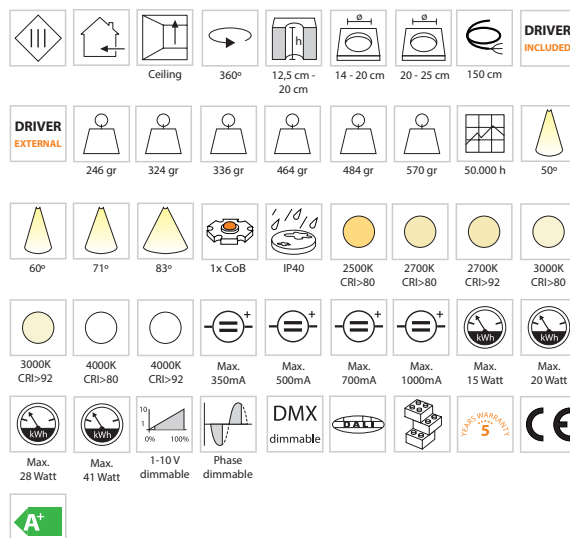 III
h
Ø
Ø
DRIVER
INCLUDED
Ceiling
360º
12,5 cm -
20 cm
14 - 20 cm
20 - 25 cm
150 cm
DRIVER
EXTERNAL
246 gr
324 gr
336 gr
464 gr
484 gr
570 gr
50.000 h
50º
60º
71º
83º
1x CoB
IP40
2500K
CRI>80
2700K
CRI>80
2700K
CRI>92
3000K
CRI>80
3000K
CRI>92
4000K
CRI>80
4000K
CRI>92
+
Max.
350mA
+
Max.
500mA
+
Max.
700mA
+
Max.
1000mA
kWh
Max.
15 Watt
kWh
Max.
20 Watt
kWh
Max.
28 Watt
kWh
Max.
41 Watt
10
1
0%
100%
1-10 V
dimmable
Phase
dimmable
DMX
dimmable
DALI
YEARS WARRANTY
5
CE
A+